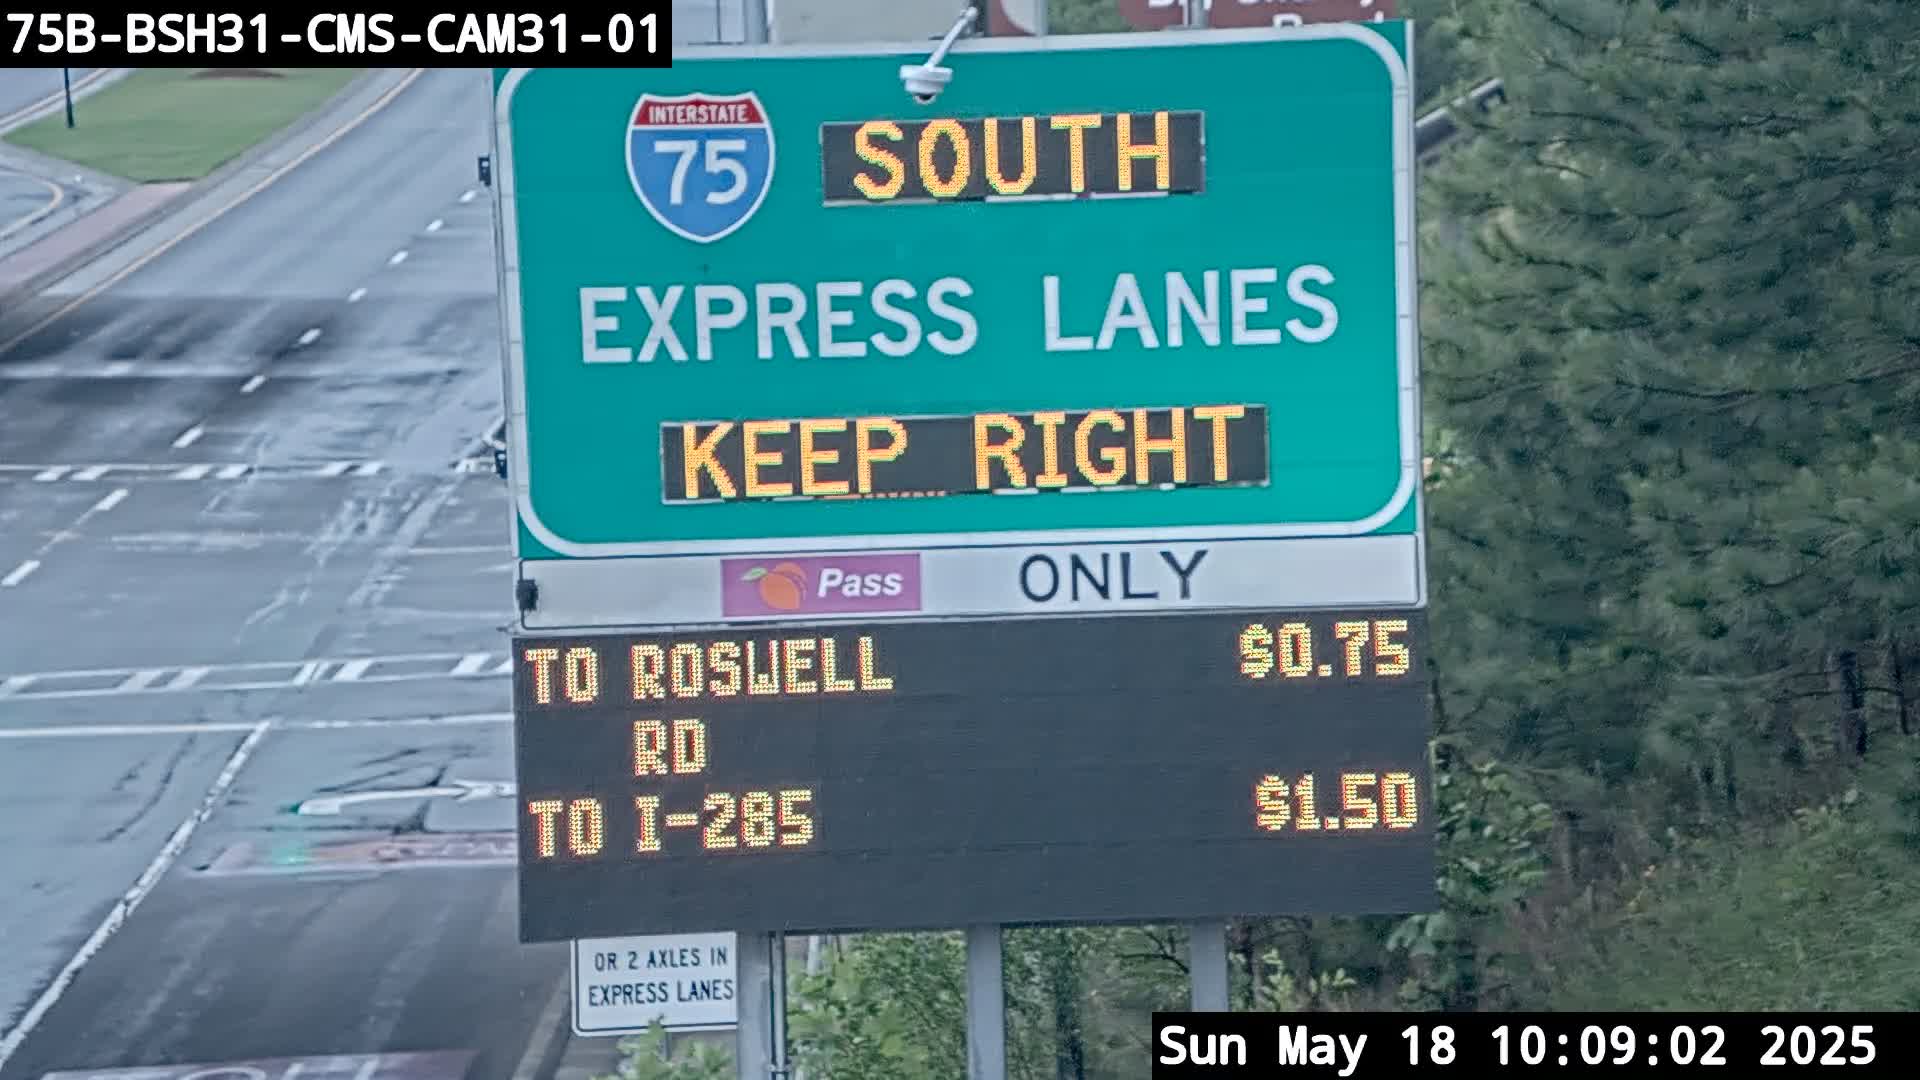 75B-BSH31-CMS-CAM31-01
INTERSTATE
75
SOUTH
EXPRESS LANES
KEEP RIGHT
Pass ONLY
TO ROSWELL $0.75
RD
TO I-285 $1.50
OR 2 AXLES IN
EXPRESS LANES
Sun May 18 10:09:02 2025